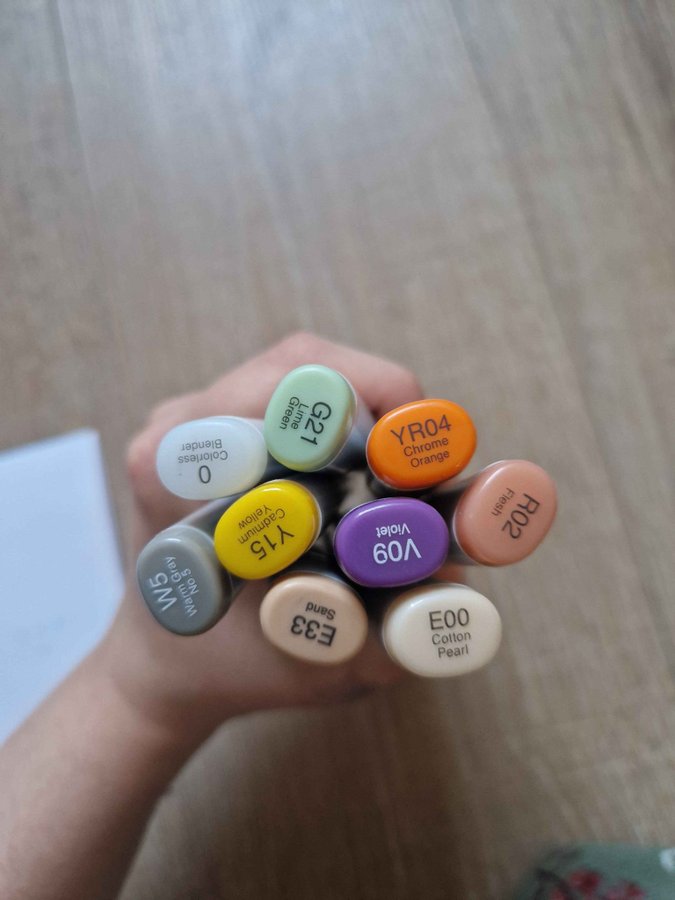 G21
Lime
Green
YR04
Chrome
Orange
0
Colorless
Blender
R02
Flesh
Y15
Cadmium
Yellow
V09
Violet
W5
Warm Gray
No 5
E33
Sand
E00
Cotton
Pearl